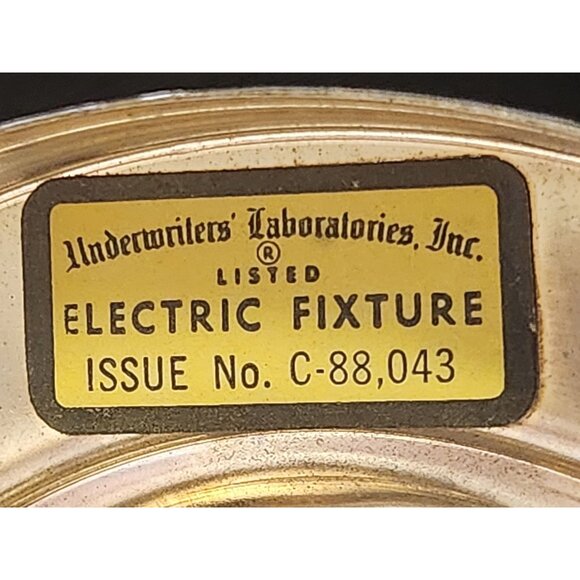 Underwriters' Laboratories, Inc.
®
LISTED
ELECTRIC FIXTURE
ISSUE No. C-88,043